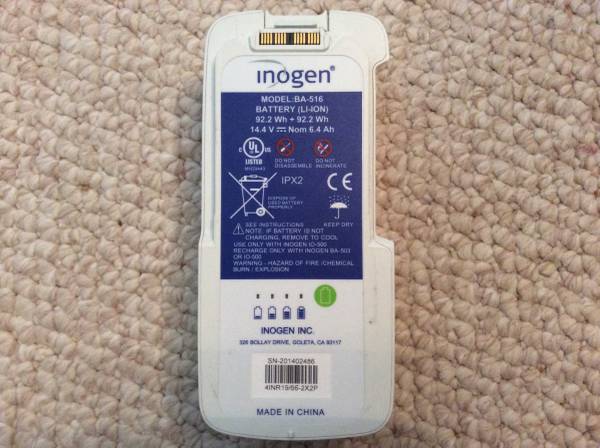 inogen®
MODEL:BA-516
BATTERY (LI-ION)
92.2 Wh + 92.2 Wh
14.4 V ⎓ Nom 6.4 Ah
C UL US
LISTED
DO NOT DISASSEMBLE
DO NOT INCINERATE
IPX2
CE
DISPOSE OF
USED BATTERY
PROPERLY
KEEP DRY
SEE INSTRUCTIONS
NOTE: IF BATTERY IS NOT
CHARGING, REMOVE TO COOL
USE ONLY WITH INOGEN IO-500
RECHARGE ONLY WITH INOGEN BA-503
OR IO-500
WARNING - HAZARD OF FIRE /CHEMICAL
BURN / EXPLOSION
INOGEN INC.
326 BOLLAY DRIVE, GOLETA, CA 93117
SN-201402486
4INR19/66-2X2P
MADE IN CHINA